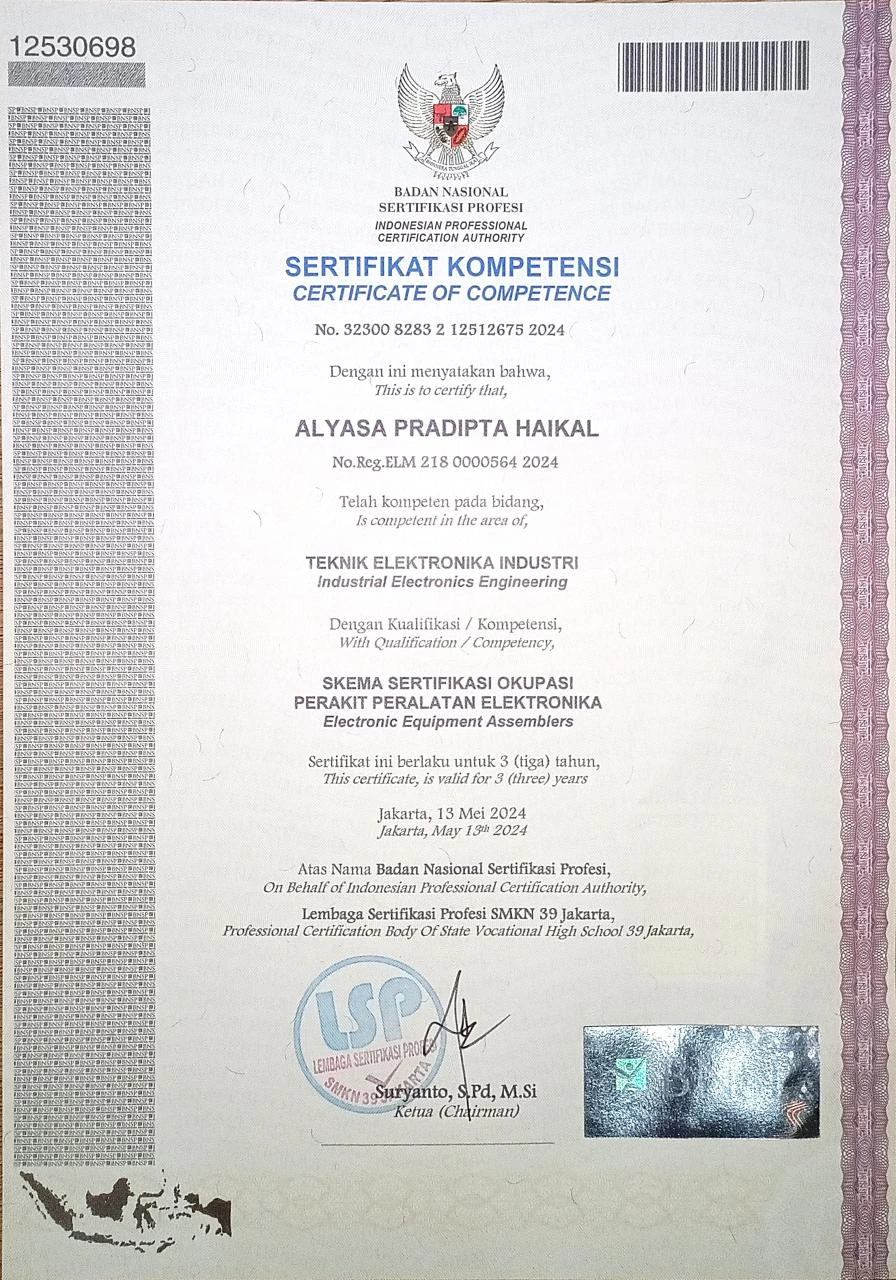 12530698
BADAN NASIONAL
SERTIFIKASI PROFESI
INDONESIAN PROFESSIONAL
CERTIFICATION AUTHORITY
SERTIFIKAT KOMPETENSI
CERTIFICATE OF COMPETENCE
No. 32300 8283 2 12512675 2024
Dengan ini menyatakan bahwa,
This is to certify that,
ALYASA PRADIPTA HAIKAL
No.Reg.ELM 218 0000564 2024
Telah kompeten pada bidang,
Is competent in the area of,
TEKNIK ELEKTRONIKA INDUSTRI
Industrial Electronics Engineering
Dengan Kualifikasi / Kompetensi,
With Qualification / Competency,
SKEMA SERTIFIKASI OKUPASI
PERAKIT PERALATAN ELEKTRONIKA
Electronic Equipment Assemblers
Sertifikat ini berlaku untuk 3 (tiga) tahun,
This certificate, is valid for 3 (three) years
Jakarta, 13 Mei 2024
Jakarta, May 13th 2024
Atas Nama Badan Nasional Sertifikasi Profesi,
On Behalf of Indonesian Professional Certification Authority,
Lembaga Sertifikasi Profesi SMKN 39 Jakarta,
Professional Certification Body Of State Vocational High School 39 Jakarta,
LSP
LEMBAGA SERTIFIKASI PROFESI
SMKN 39 JAKARTA
Suryanto, S.Pd, M.Si
Ketua (Chairman)